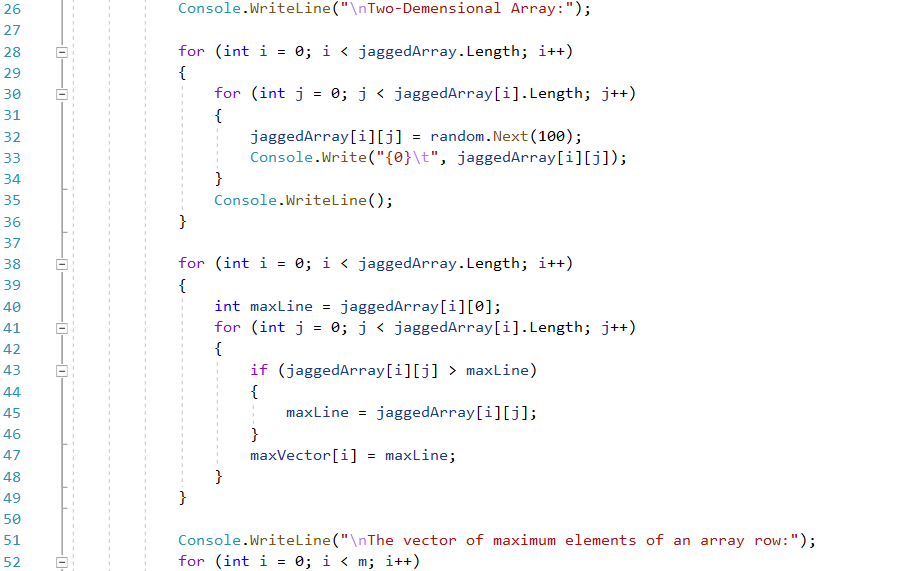 26 Console.WriteLine("\nTwo-Demensional Array:");
27
28 for (int i = 0; i < jaggedArray.Length; i++)
29 {
30 for (int j = 0; j < jaggedArray[i].Length; j++)
31 {
32 jaggedArray[i][j] = random.Next(100);
33 Console.Write("{0}\t", jaggedArray[i][j]);
34 }
35 Console.WriteLine();
36 }
37
38 for (int i = 0; i < jaggedArray.Length; i++)
39 {
40 int maxLine = jaggedArray[i][0];
41 for (int j = 0; j < jaggedArray[i].Length; j++)
42 {
43 if (jaggedArray[i][j] > maxLine)
44 {
45 maxLine = jaggedArray[i][j];
46 }
47 maxVector[i] = maxLine;
48 }
49 }
50
51 Console.WriteLine("\nThe vector of maximum elements of an array row:");
52 for (int i = 0; i < m; i++)